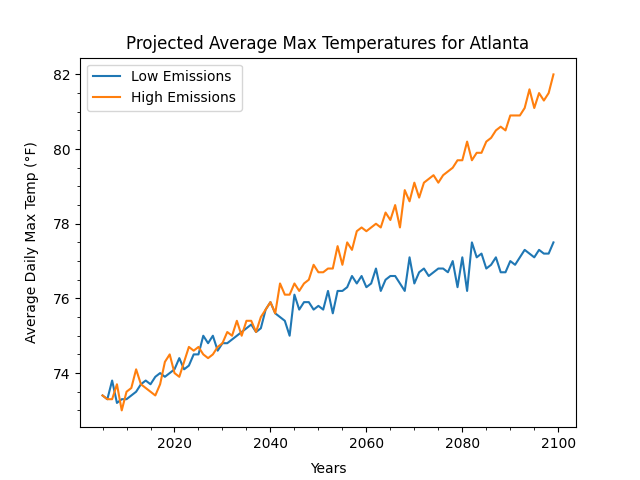 Projected Average Max Temperatures for Atlanta
Low Emissions
High Emissions
82
80
78
76
74
Average Daily Max Temp (°F)
2020
2040
2060
2080
2100
Years